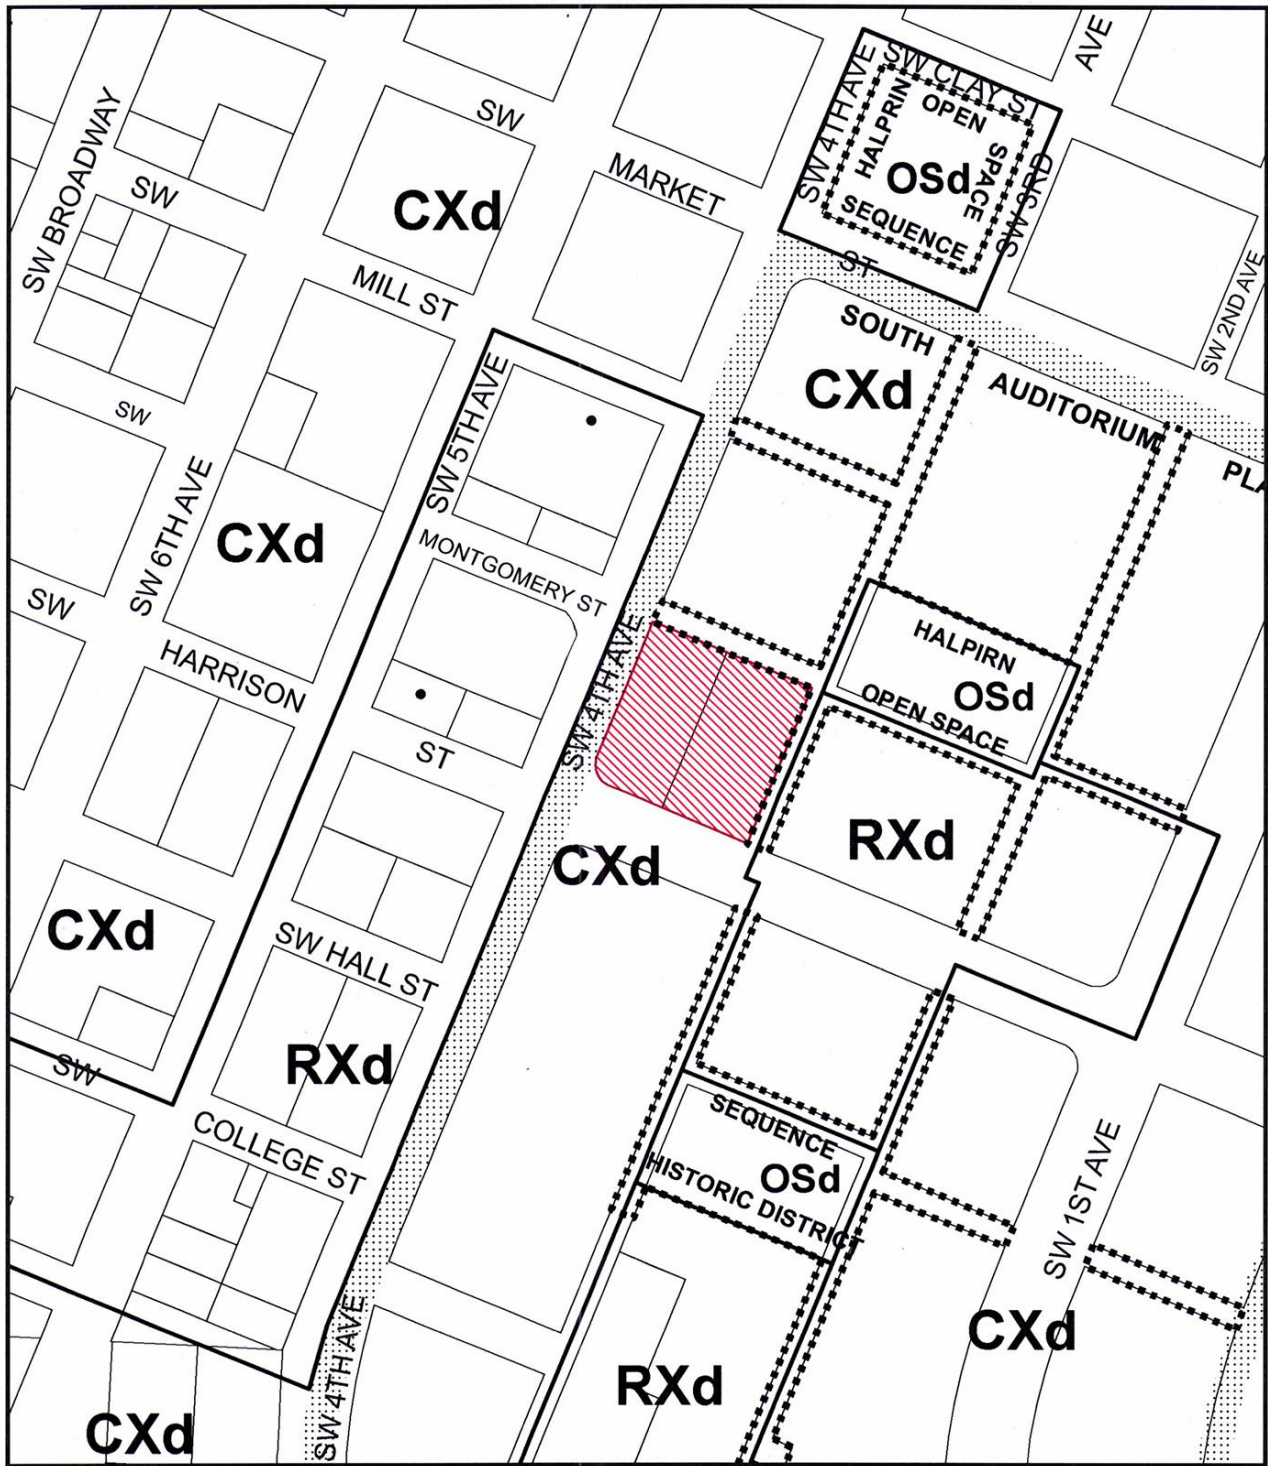 AVE
SW CLAY ST
SW 4TH AVE
HALPRIN
OPEN
SPACE
SEQUENCE
OSd
SW 3RD
SW BROADWAY
SW
MARKET
ST
CXd
SW
MILL ST
SW 2ND AVE
SOUTH
AUDITORIUM
PLA
CXd
SW 5TH AVE
SW
MONTGOMERY ST
SW 6TH AVE
CXd
SW
HARRISON
ST
SW 4TH AVE
HALPIRN
OSd
OPEN SPACE
RXd
CXd
CXd
SW HALL ST
RXd
SW
COLLEGE ST
SEQUENCE
OSd
HISTORIC DISTRICT
SW 1ST AVE
CXd
RXd
SW 4TH AVE
CXd